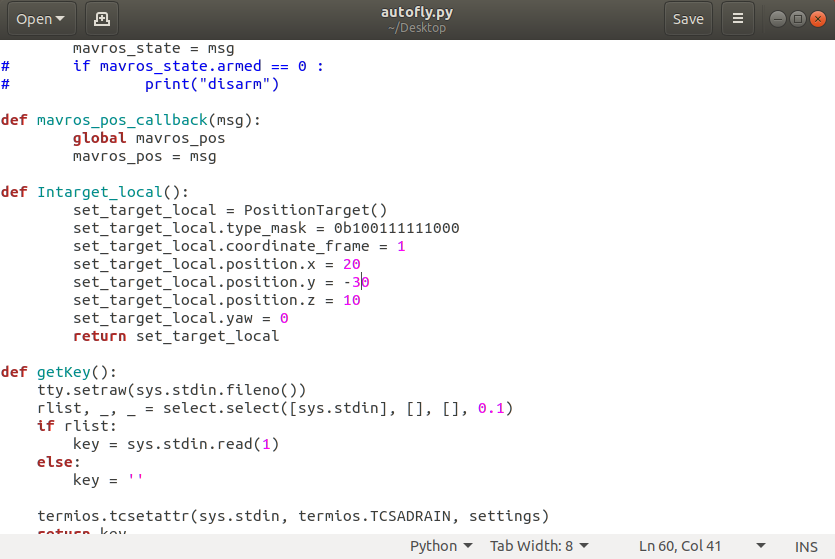 Open
autofly.py
~/Desktop
Save
mavros_state = msg
#       if mavros_state.armed == 0 :
#               print("disarm")
def mavros_pos_callback(msg):
        global mavros_pos
        mavros_pos = msg
def Intarget_local():
        set_target_local = PositionTarget()
        set_target_local.type_mask = 0b100111111000
        set_target_local.coordinate_frame = 1
        set_target_local.position.x = 20
        set_target_local.position.y = -30
        set_target_local.position.z = 10
        set_target_local.yaw = 0
        return set_target_local
def getKey():
    tty.setraw(sys.stdin.fileno())
    rlist, _, _ = select.select([sys.stdin], [], [], 0.1)
    if rlist:
        key = sys.stdin.read(1)
    else:
        key = ''
    termios.tcsetattr(sys.stdin, termios.TCSADRAIN, settings)
    return key
Python Tab Width: 8 Ln 60, Col 41 INS